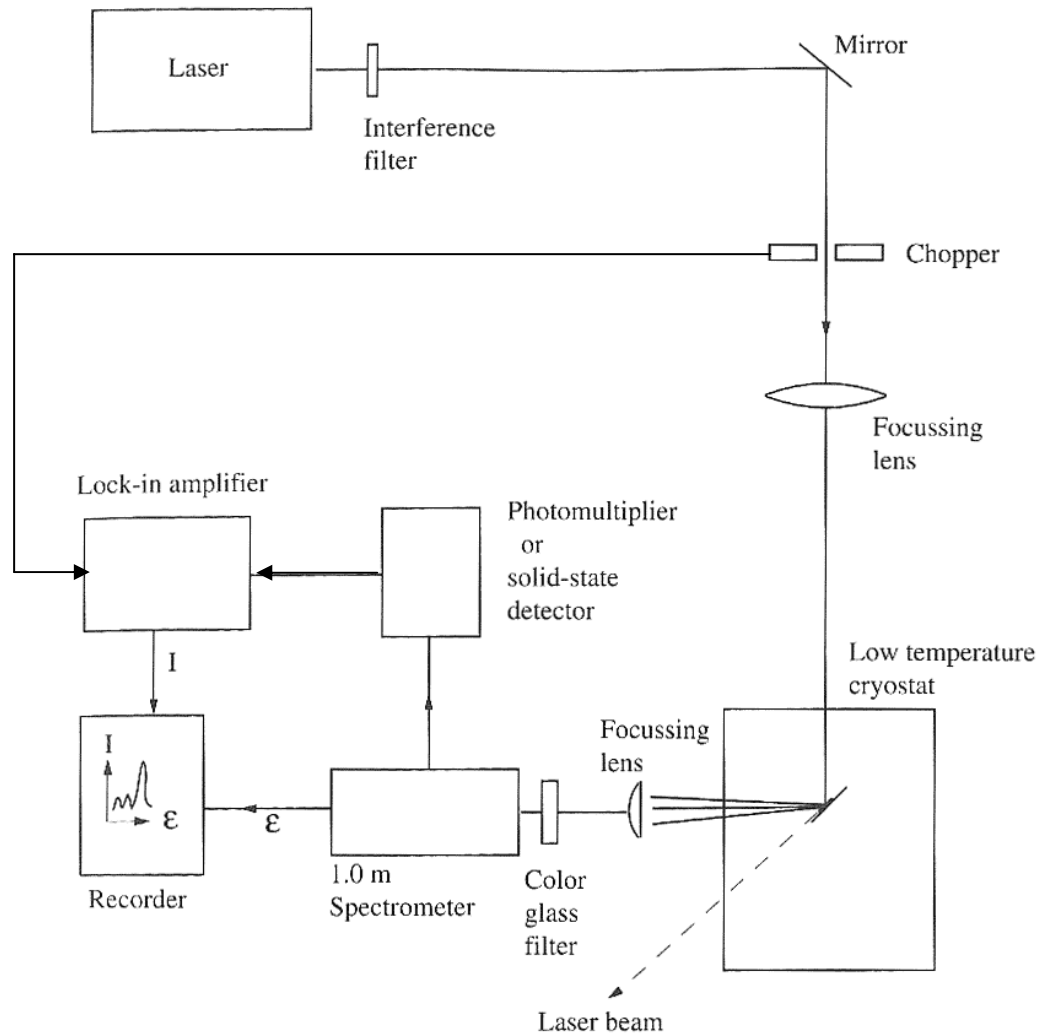 Laser
Interference
filter
Mirror
Chopper
Focussing
lens
Lock-in amplifier
Photomultiplier
or
solid-state
detector
I
Low temperature
cryostat
Focussing
lens
I
ε
ε
Recorder
1.0 m
Spectrometer
Color
glass
filter
Laser beam